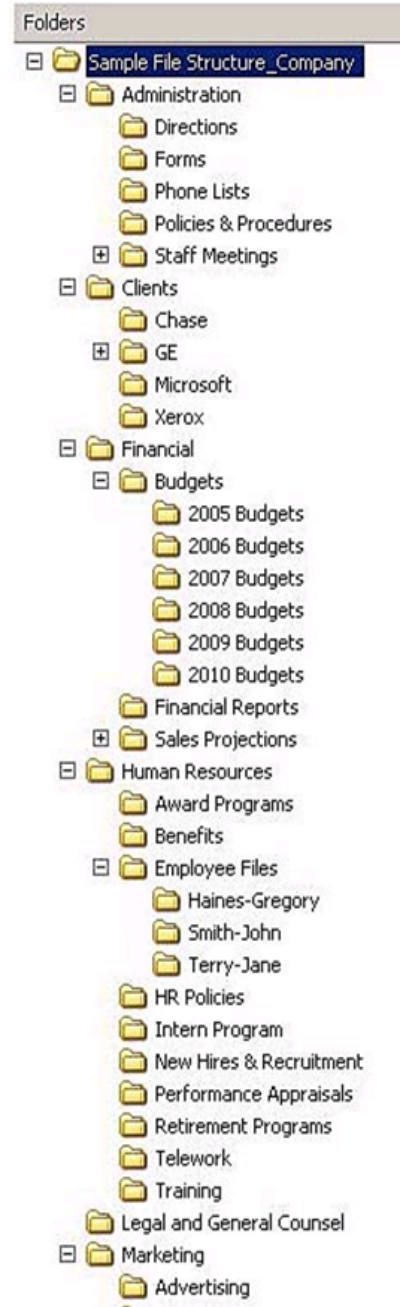 Folders
Sample File Structure_Company
Administration
Directions
Forms
Phone Lists
Policies & Procedures
Staff Meetings
Clients
Chase
GE
Microsoft
Xerox
Financial
Budgets
2005 Budgets
2006 Budgets
2007 Budgets
2008 Budgets
2009 Budgets
2010 Budgets
Financial Reports
Sales Projections
Human Resources
Award Programs
Benefits
Employee Files
Haines-Gregory
Smith-John
Terry-Jane
HR Policies
Intern Program
New Hires & Recruitment
Performance Appraisals
Retirement Programs
Telework
Training
Legal and General Counsel
Marketing
Advertising